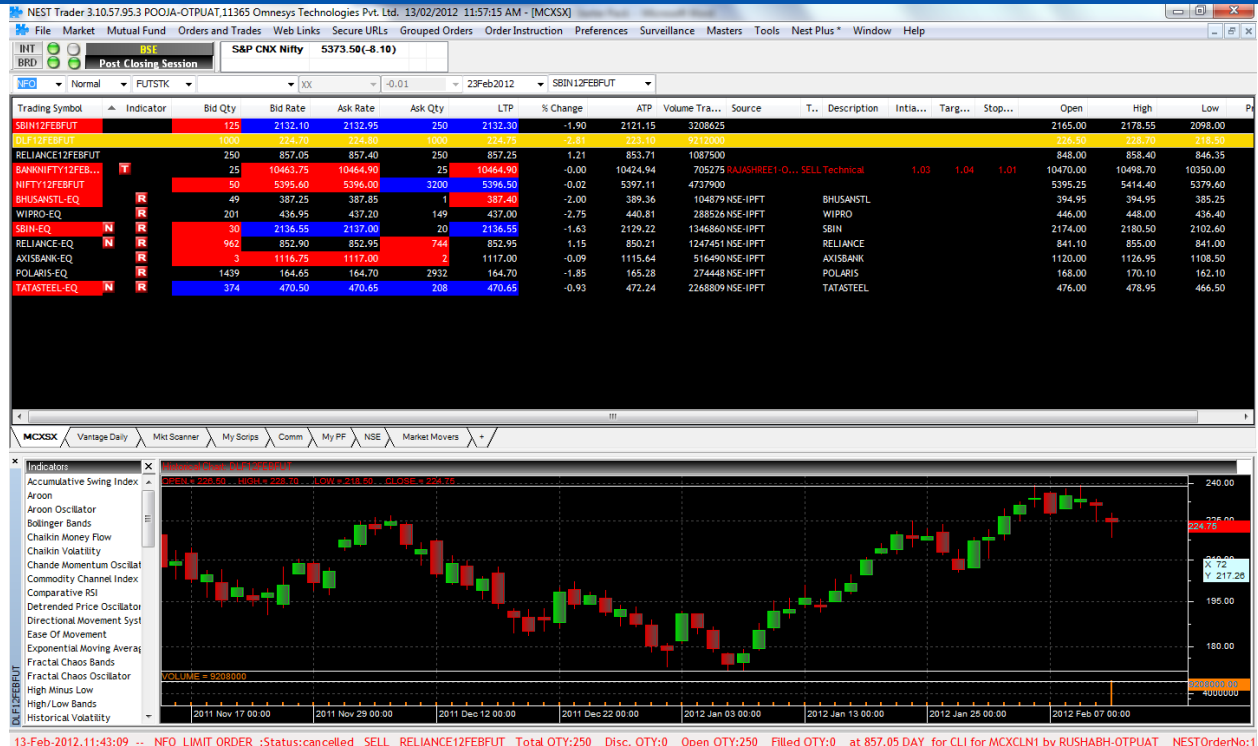 NEST Trader 3.10.57.95.3 POOJA-OTPUAT,11365 Omnesys Technologies Pvt. Ltd. 13/02/2012 11:57:15 AM - [MCXSX]
File Market Mutual Fund Orders and Trades Web Links Secure URLs Grouped Orders Order Instruction Preferences Surveillance Masters Tools Nest Plus * Window Help
INT BSE S&P CNX Nifty 5373.50(-8.10)
BRD Post Closing Session
NFO Normal FUTSTK XX -0.01 23Feb2012 SBIN12FEBFUT
Trading Symbol Indicator Bid Qty Bid Rate Ask Rate Ask Qty LTP % Change ATP Volume Tra... Source T.. Description Intia... Targ... Stop... Open High Low
SBIN12FEBFUT 125 2132.10 2132.95 250 2132.30 -1.90 2121.15 3208625 2165.00 2178.55 2098.00
DLF12FEBFUT 1000 224.70 224.80 1000 224.75 -2.81 223.10 9212000 226.50 228.70 218.50
RELIANCE12FEBFUT 250 857.05 857.40 250 857.25 1.21 853.71 1087500 848.00 858.40 846.35
BANKNIFTY12FEB... T 25 10463.75 10464.90 25 10464.90 -0.00 10424.94 705275 RAJASHREE1-O... SELL Technical 1.03 1.04 1.01 10470.00 10498.70 10350.00
NIFTY12FEBFUT 50 5395.60 5396.00 3200 5396.50 -0.02 5397.11 4737900 5395.25 5414.40 5379.60
BHUSANSTL-EQ R 49 387.25 387.85 1 387.40 -2.00 389.36 104879 NSE-IPFT BHUSANSTL 394.95 394.95 385.25
WIPRO-EQ R 201 436.95 437.20 149 437.00 -2.75 440.81 288526 NSE-IPFT WIPRO 446.00 448.00 436.40
SBIN-EQ N R 30 2136.55 2137.00 20 2136.55 -1.63 2129.22 1346860 NSE-IPFT SBIN 2174.00 2180.50 2102.60
RELIANCE-EQ N R 962 852.90 852.95 744 852.95 1.15 850.21 1247451 NSE-IPFT RELIANCE 841.10 855.00 841.00
AXISBANK-EQ R 3 1116.75 1117.00 2 1117.00 -0.09 1115.64 516490 NSE-IPFT AXISBANK 1120.00 1126.95 1108.50
POLARIS-EQ R 1439 164.65 164.70 2932 164.70 -1.85 165.28 274448 NSE-IPFT POLARIS 168.00 170.10 162.10
TATASTEEL-EQ N R 374 470.50 470.65 208 470.65 -0.93 472.24 2268809 NSE-IPFT TATASTEEL 476.00 478.95 466.50
MCXSX Vantage Daily Mkt Scanner My Scrips Comm My PF NSE Market Movers +
Indicators
Accumulative Swing Index
Aroon
Aroon Oscillator
Bollinger Bands
Chaikin Money Flow
Chaikin Volatility
Chande Momentum Oscillat
Commodity Channel Index
Comparative RSI
Detrended Price Oscillator
Directional Movement Syst
Ease Of Movement
Exponential Moving Averag
Fractal Chaos Bands
Fractal Chaos Oscillator
High Minus Low
High/Low Bands
Historical Volatility
DLF12FEBFUT
LOW = 218.50 CLOSE = 224.75
240.00
224.75
X 72
Y 217.26
195.00
180.00
VOLUME = 9208000
9208000.00
4000000
2011 Nov 17 00:00 2011 Nov 29 00:00 2011 Dec 12 00:00 2011 Dec 22 00:00 2012 Jan 03 00:00 2012 Jan 13 00:00 2012 Jan 25 00:00 2012 Feb 07 00:00
13-Feb-2012,11:43:09 -- NFO LIMIT ORDER :Status:cancelled SELL RELIANCE12FEBFUT Total QTY:250 Disc. QTY:0 Open QTY:250 Filled QTY:0 at 857.05 DAY for CLI for MCXCLN1 by RUSHABH-OTPUAT NESTOrderNo: